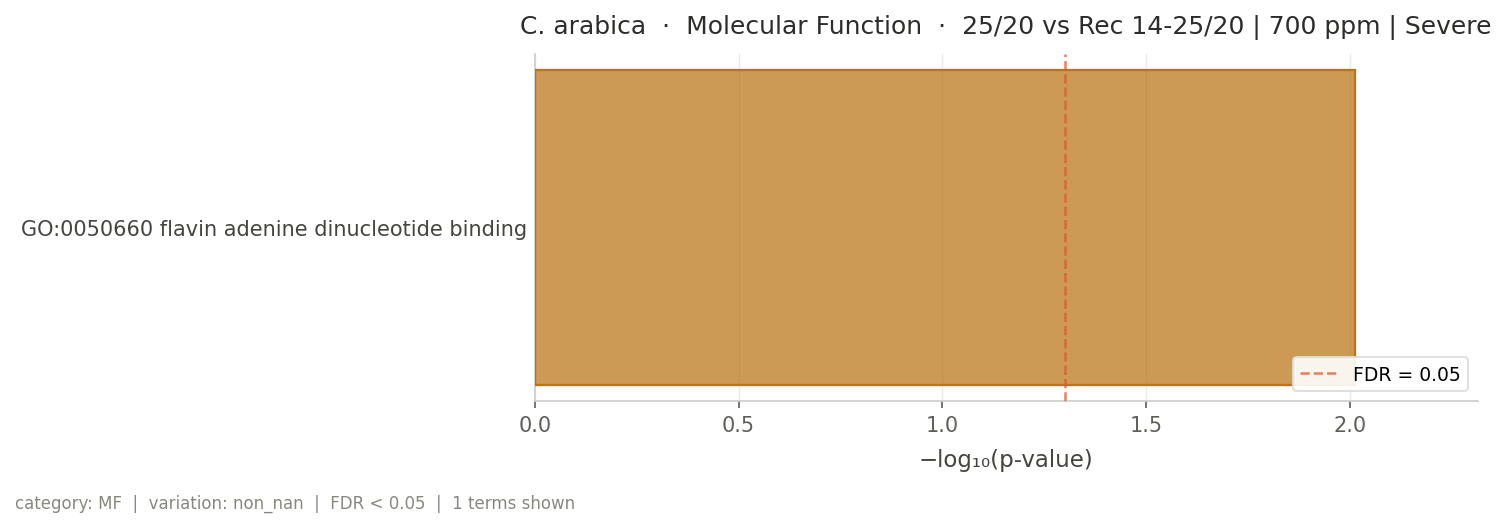 C. arabica · Molecular Function · 25/20 vs Rec 14-25/20 | 700 ppm | Severe
GO:0050660 flavin adenine dinucleotide binding
FDR = 0.05
0.0 0.5 1.0 1.5 2.0
−log₁₀(p-value)
category: MF | variation: non_nan | FDR < 0.05 | 1 terms shown